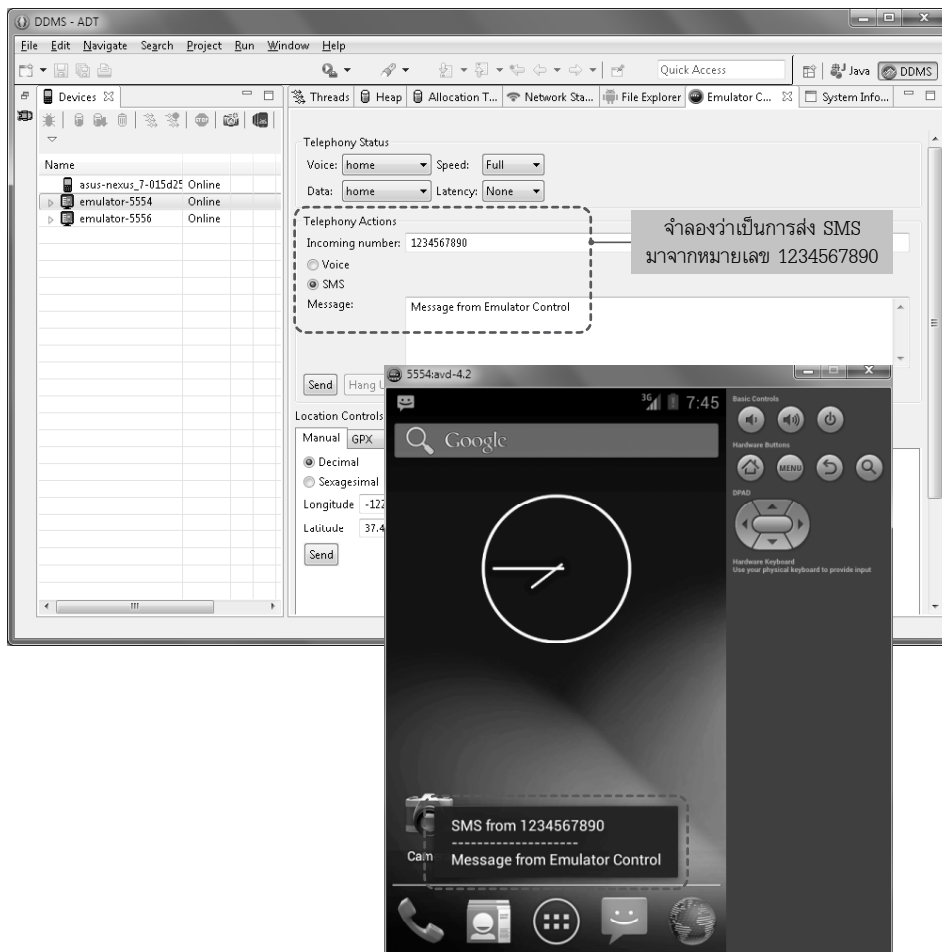 DDMS - ADT
File Edit Navigate Search Project Run Window Help
Quick Access
Java
DDMS
Devices
Threads
Heap
Allocation T...
Network Sta...
File Explorer
Emulator C...
System Info...
Name
asus-nexus_7-015d25 Online
emulator-5554 Online
emulator-5556 Online
Telephony Status
Voice: home Speed: Full
Data: home Latency: None
Telephony Actions
Incoming number: 1234567890
Voice
SMS
Message: Message from Emulator Control
จำลองว่าเป็นการส่ง SMS
มาจากหมายเลข 1234567890
Send Hang U
Location Controls
Manual GPX
Decimal
Sexagesimal
Longitude -122
Latitude 37.4
Send
5554:avd-4.2
3G 7:45
Google
Basic Controls
Hardware Buttons
MENU
DPAD
Hardware Keyboard
Use your physical keyboard to provide input
Cam
SMS from 1234567890
--------------------
Message from Emulator Control